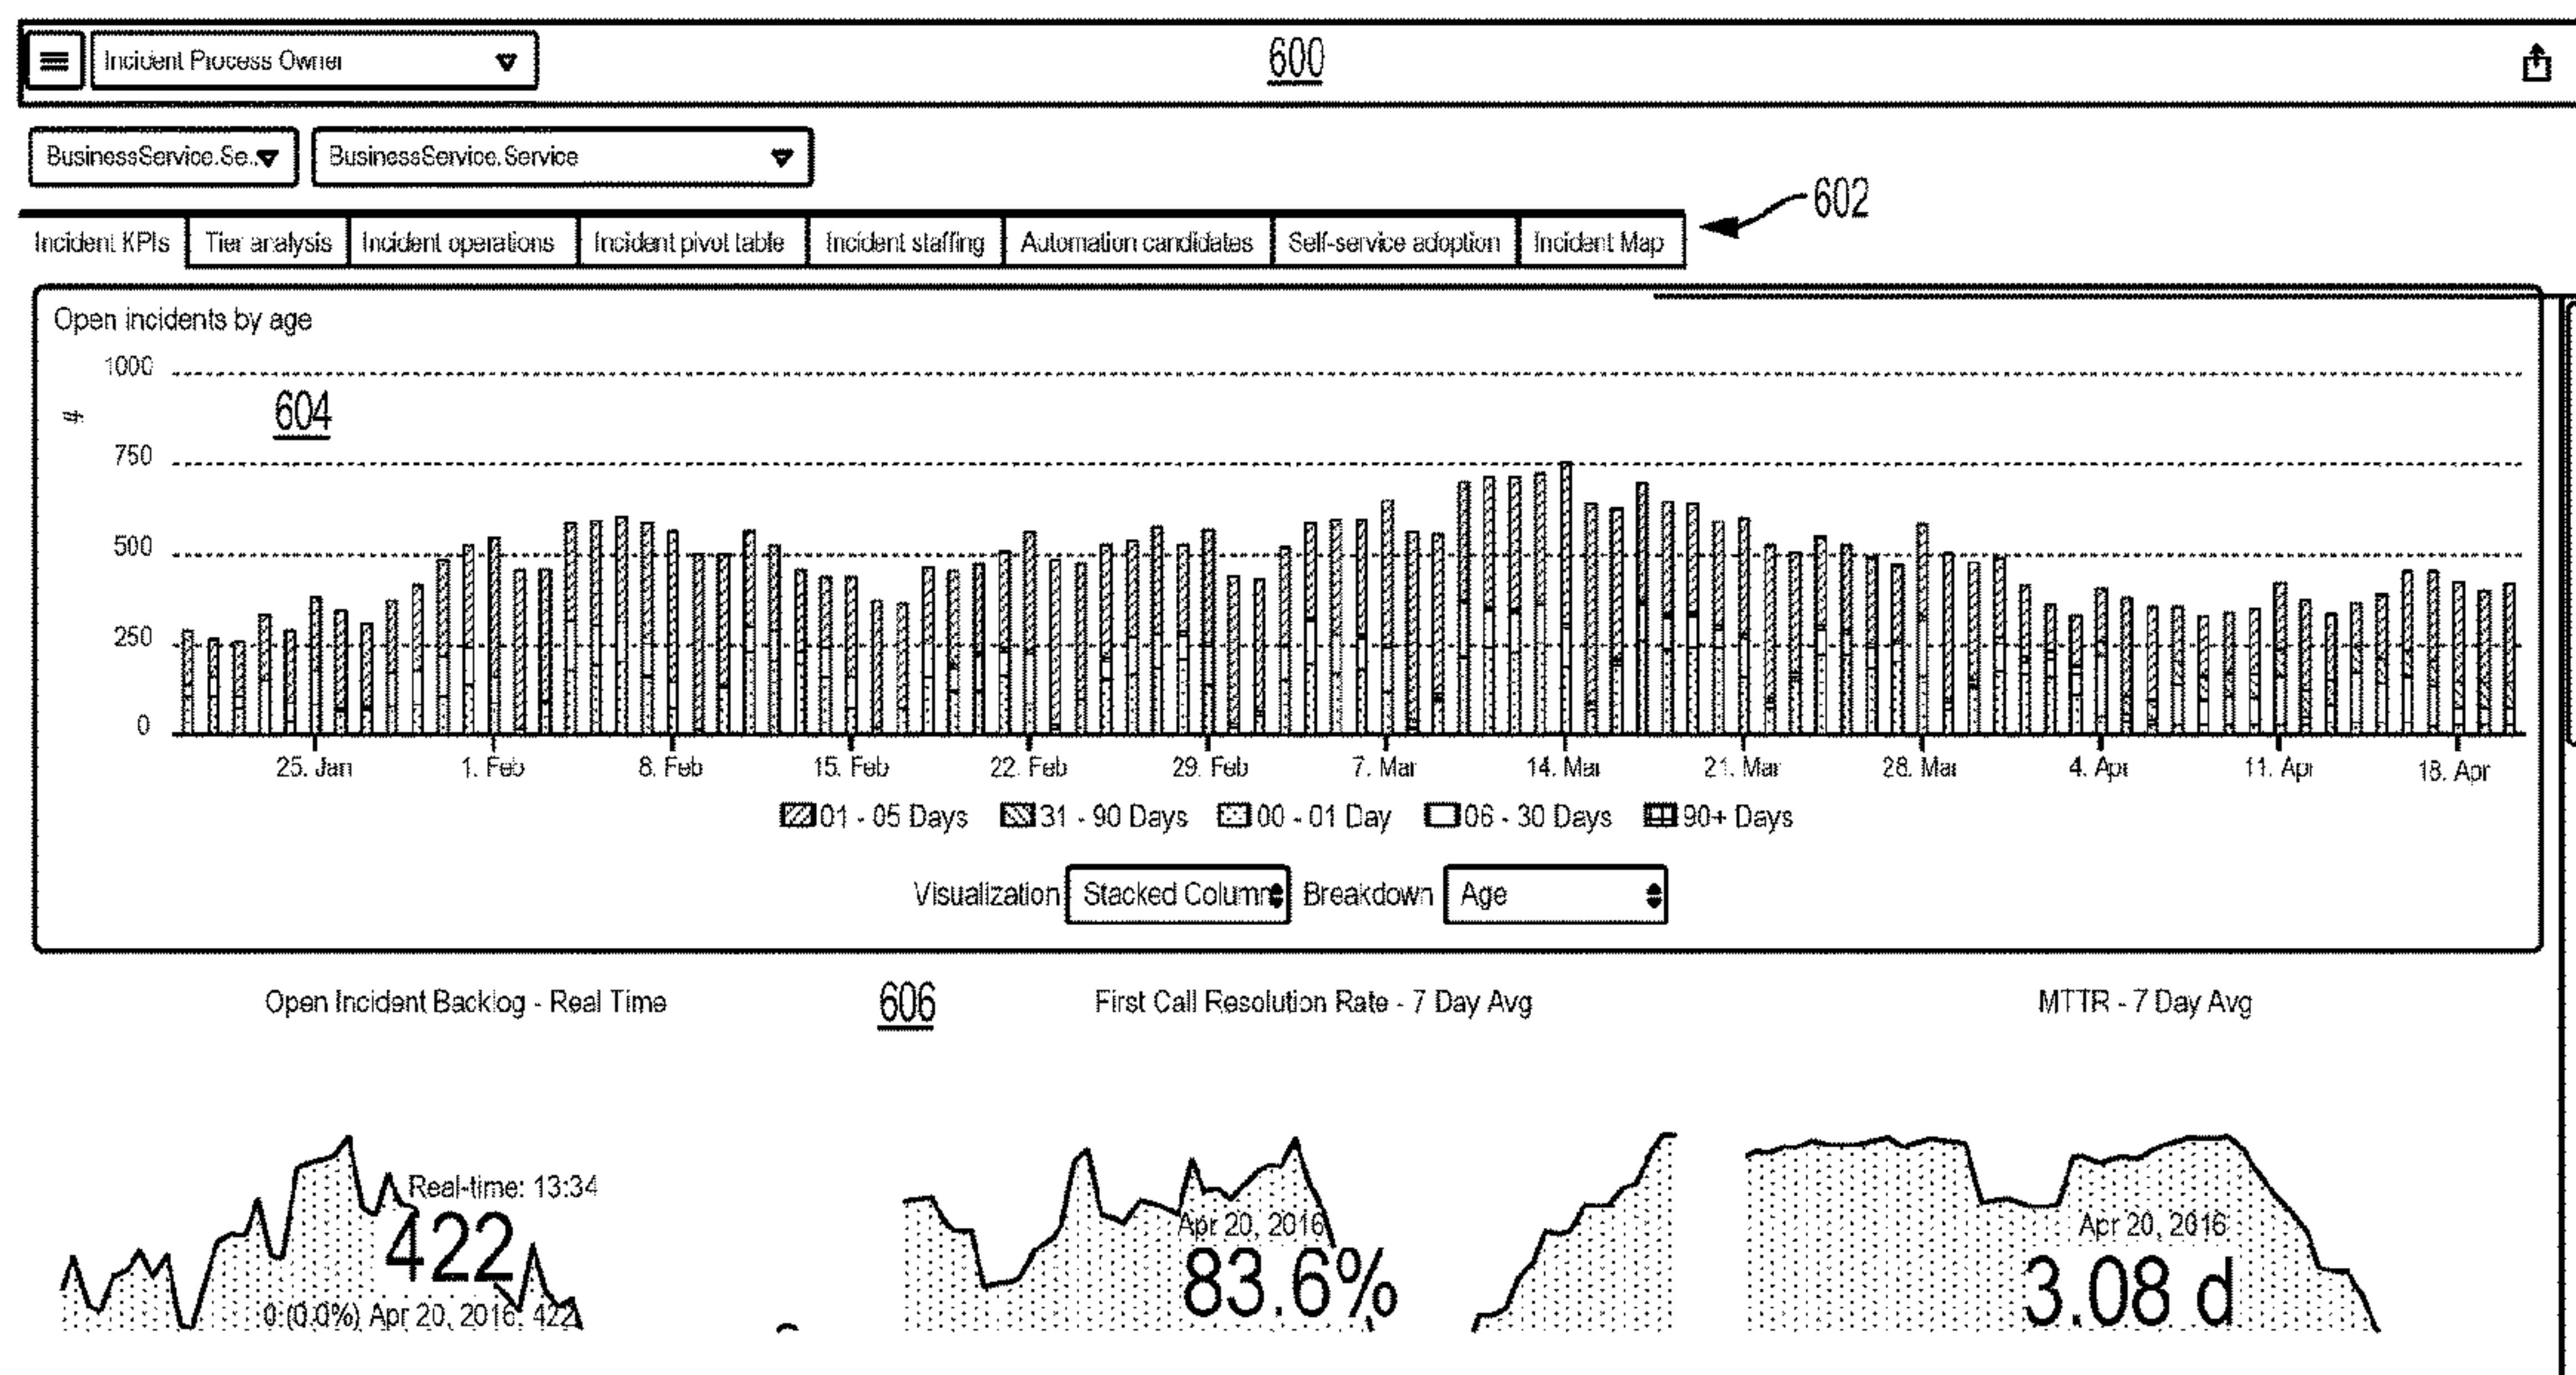 Incident Process Owner
600
BusinessService.Se..
BusinessService.Service
602
Incident KPIs
Tier analysis
Incident operations
Incident pivot table
Incident staffing
Automation candidates
Self-service adoption
Incident Map
Open incidents by age
1000
#
604
750
500
250
0
25. Jan
1. Feb
8. Feb
15. Feb
22. Feb
29. Feb
7. Mar
14. Mar
21. Mar
28. Mar
4. Apr
11. Apr
18. Apr
01 - 05 Days
31 - 90 Days
00 - 01 Day
06 - 30 Days
90+ Days
Visualization
Stacked Column
Breakdown
Age
Open Incident Backlog - Real Time
606
First Call Resolution Rate - 7 Day Avg
MTTR - 7 Day Avg
Real-time: 13:34
422
0 (0.0%) Apr 20, 2016: 422
Apr 20, 2016
83.6%
Apr 20, 2016
3.08 d